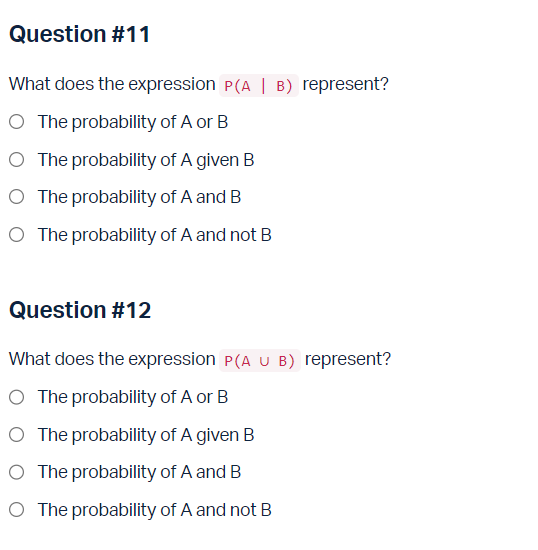 Question #11
What does the expression P(A | B) represent?
The probability of A or B
The probability of A given B
The probability of A and B
The probability of A and not B
Question #12
What does the expression P(A ∪ B) represent?
The probability of A or B
The probability of A given B
The probability of A and B
The probability of A and not B